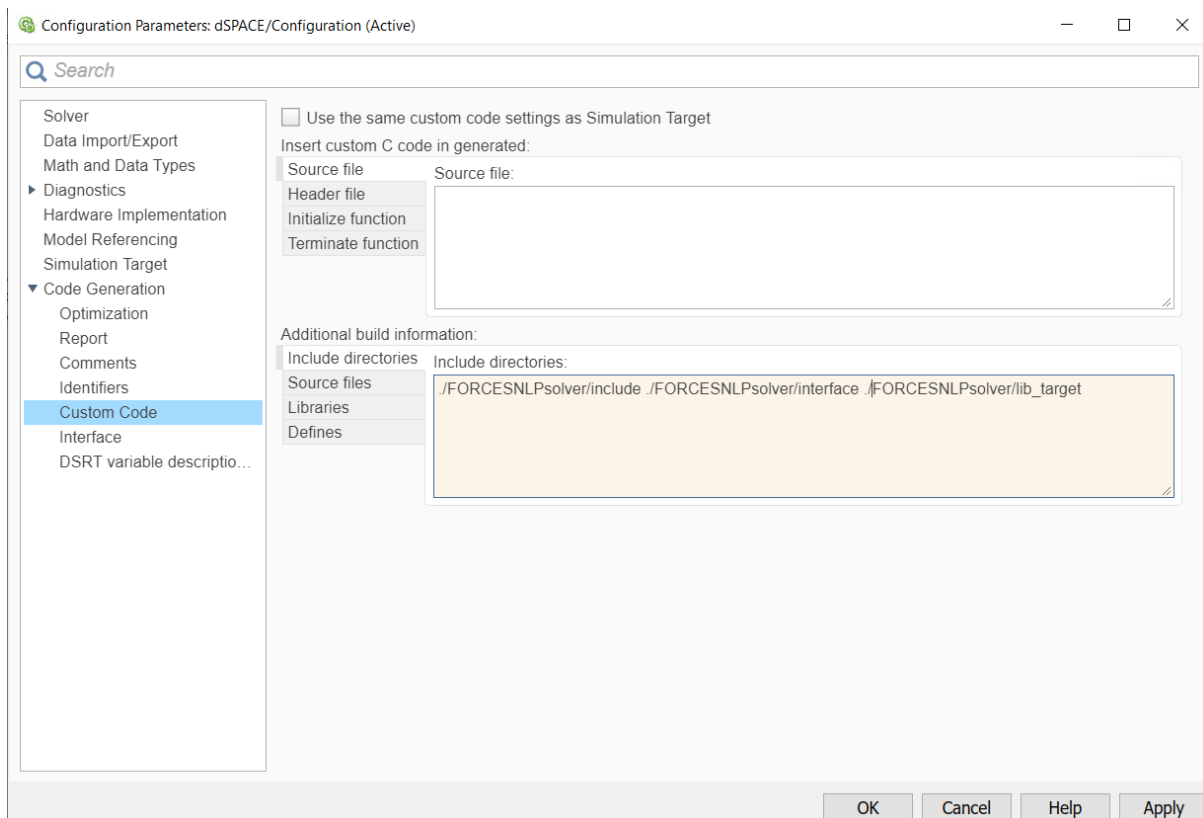 Configuration Parameters: dSPACE/Configuration (Active)
Search
Solver
Data Import/Export
Math and Data Types
Diagnostics
Hardware Implementation
Model Referencing
Simulation Target
Code Generation
Optimization
Report
Comments
Identifiers
Custom Code
Interface
DSRT variable descriptio...
Use the same custom code settings as Simulation Target
Insert custom C code in generated:
Source file
Header file
Initialize function
Terminate function
Source file:
Additional build information:
Include directories
Source files
Libraries
Defines
Include directories:
./FORCESNLPsolver/include ./FORCESNLPsolver/interface ./FORCESNLPsolver/lib_target
OK Cancel Help Apply